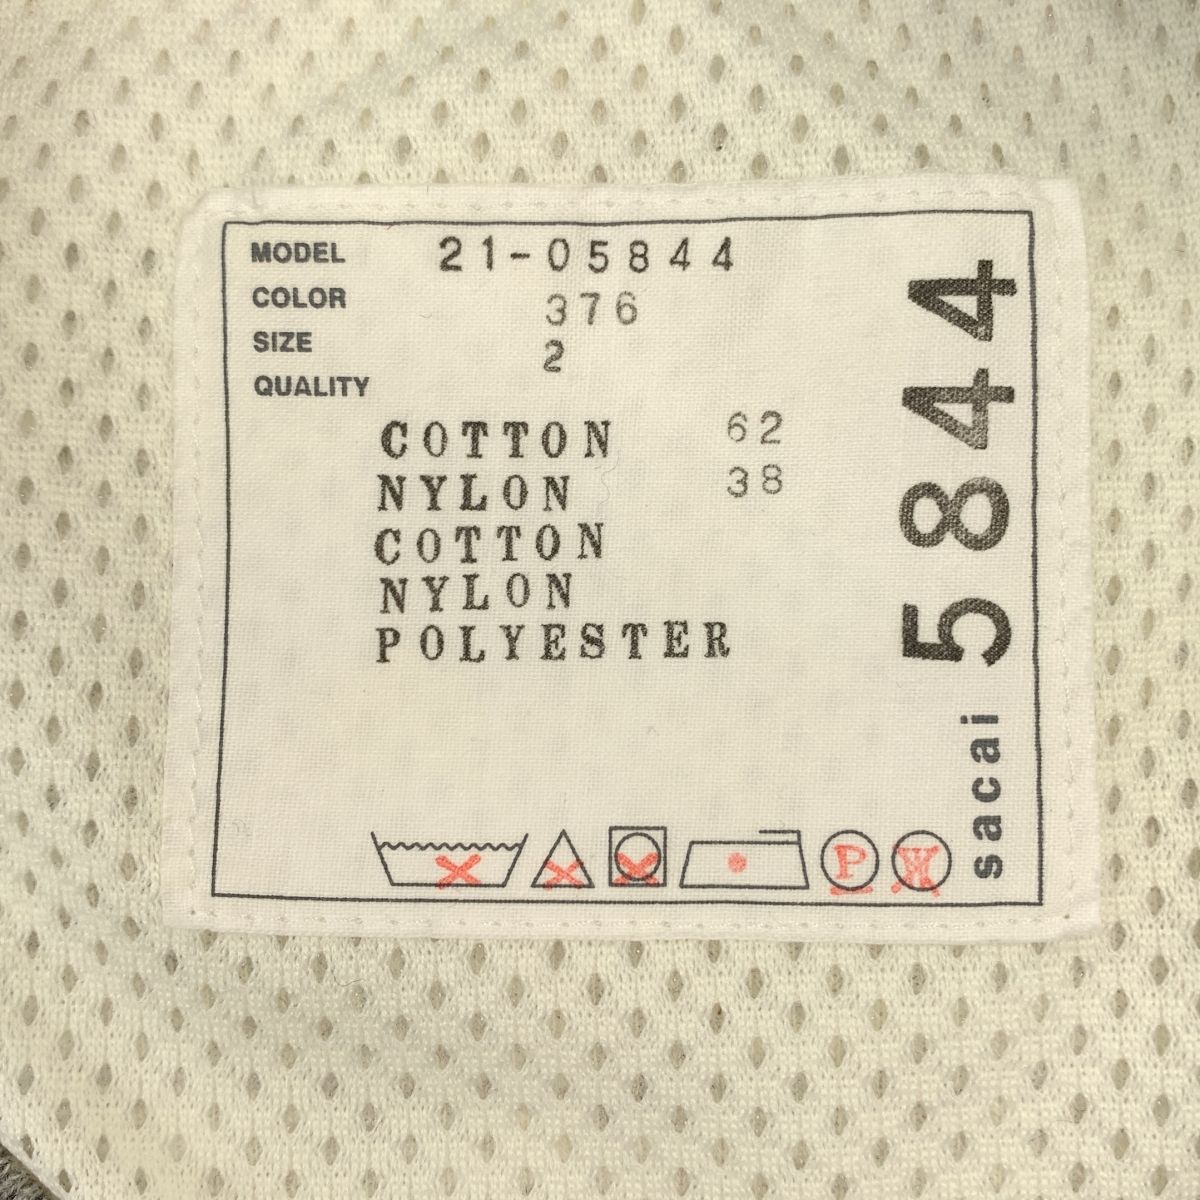 MODEL 21-05844
COLOR 376
SIZE 2
QUALITY
COTTON 62
NYLON 38
COTTON
NYLON
POLYESTER
P W
sacai 5844